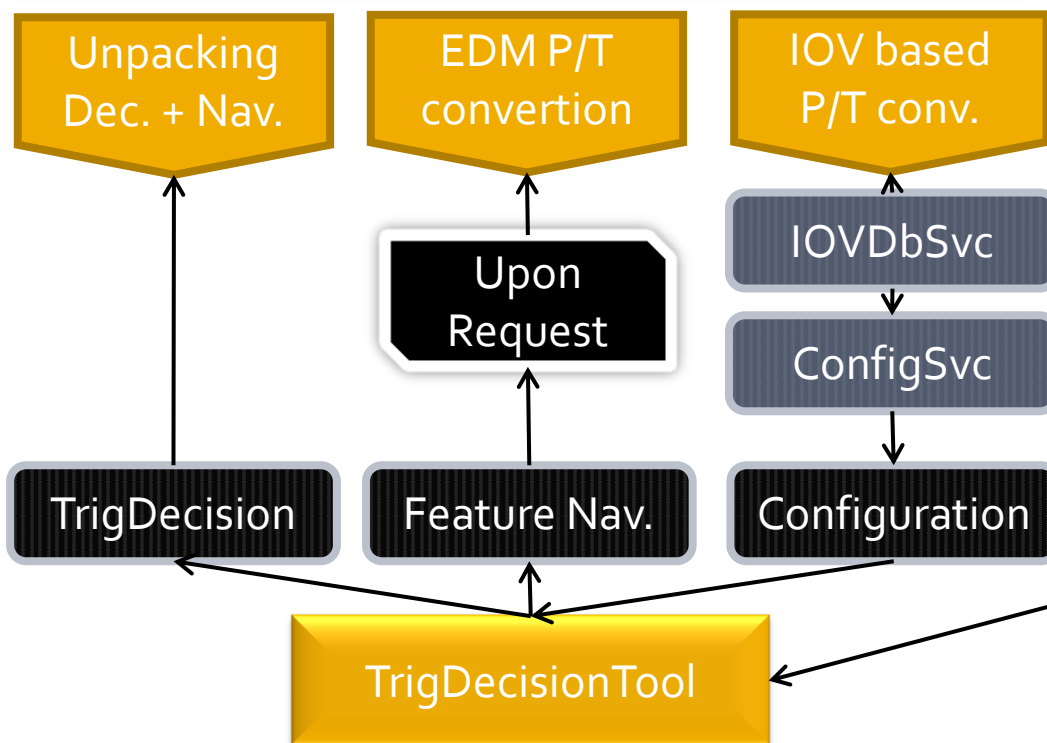 Unpacking
Dec. + Nav.
EDM P/T
convertion
IOV based
P/T conv.
IOVDbSvc
Upon
Request
ConfigSvc
TrigDecision
Feature Nav.
Configuration
TrigDecisionTool